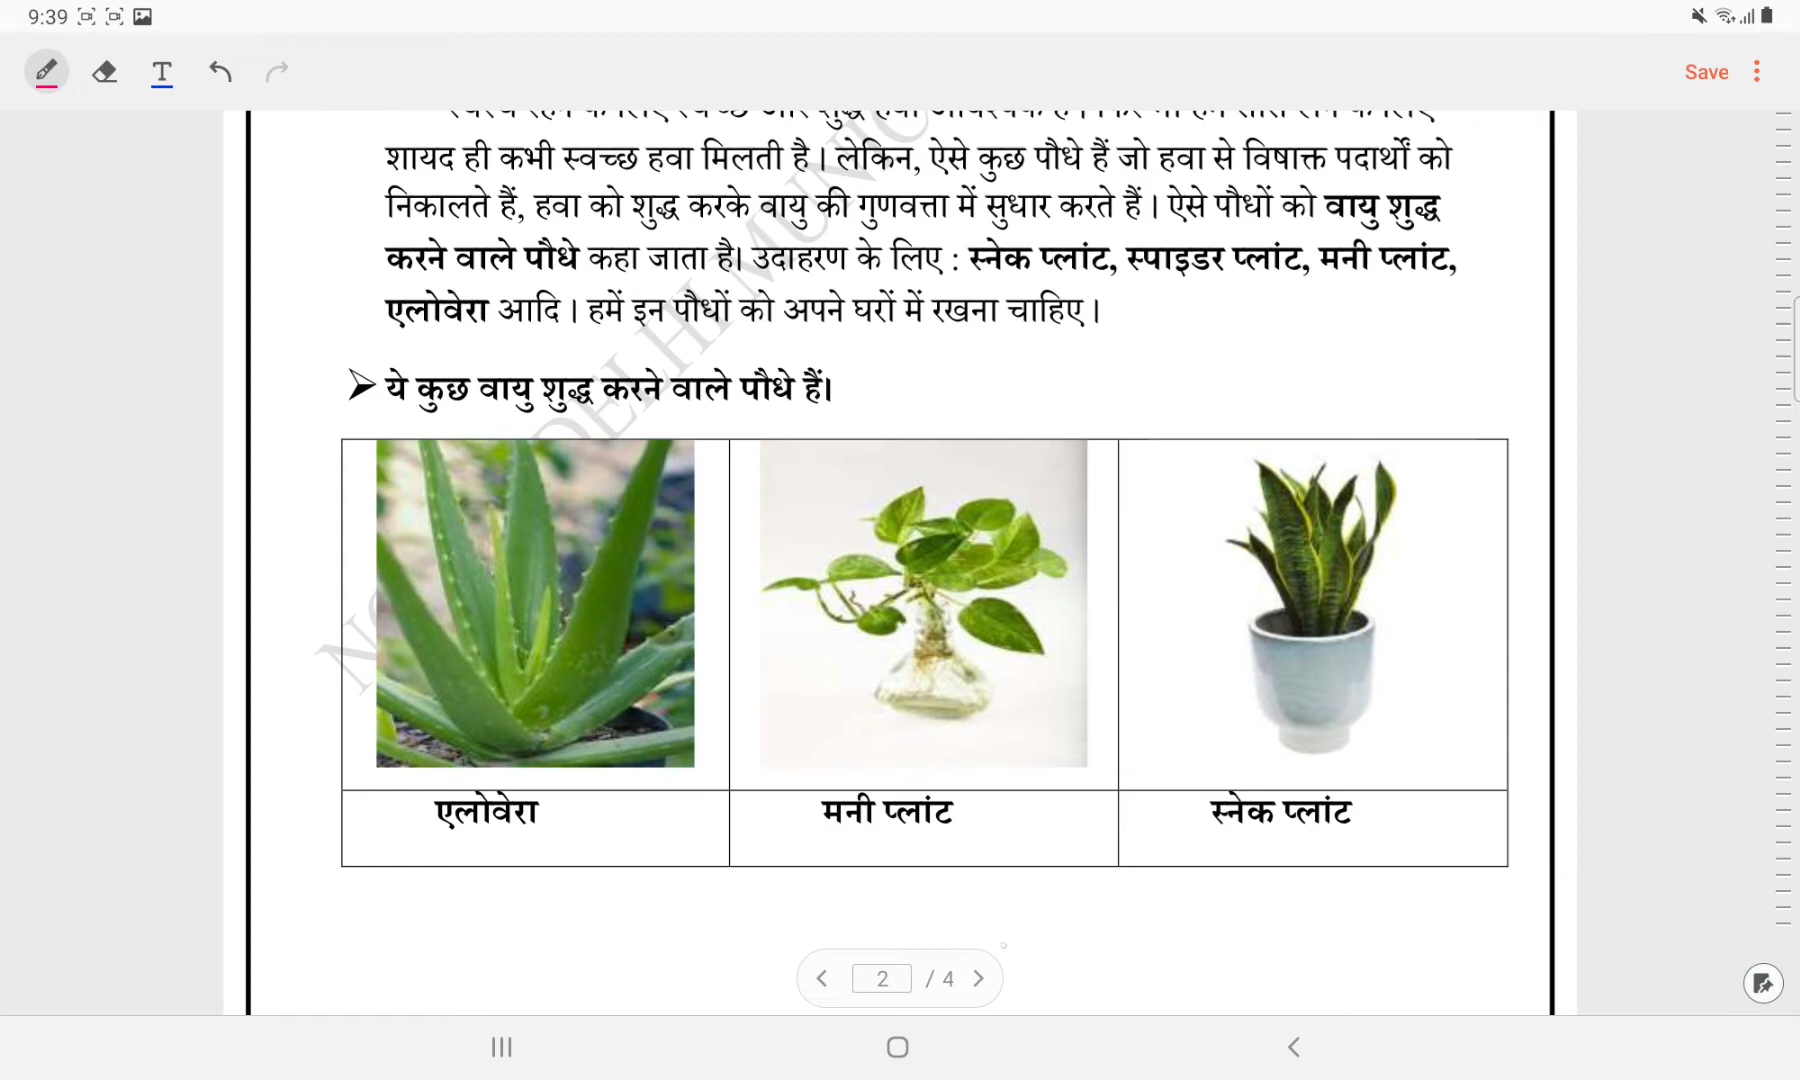 9:39
Save
शायद ही कभी स्वच्छ हवा मिलती है। लेकिन, ऐसे कुछ पौधे हैं जो हवा से विषाक्त पदार्थों को
निकालते हैं, हवा को शुद्ध करके वायु की गुणवत्ता में सुधार करते हैं। ऐसे पौधों को वायु शुद्ध
करने वाले पौधे कहा जाता है। उदाहरण के लिए : स्नेक प्लांट, स्पाइडर प्लांट, मनी प्लांट,
एलोवेरा आदि। हमें इन पौधों को अपने घरों में रखना चाहिए।
ये कुछ वायु शुद्ध करने वाले पौधे हैं।
एलोवेरा मनी प्लांट स्नेक प्लांट
2 / 4